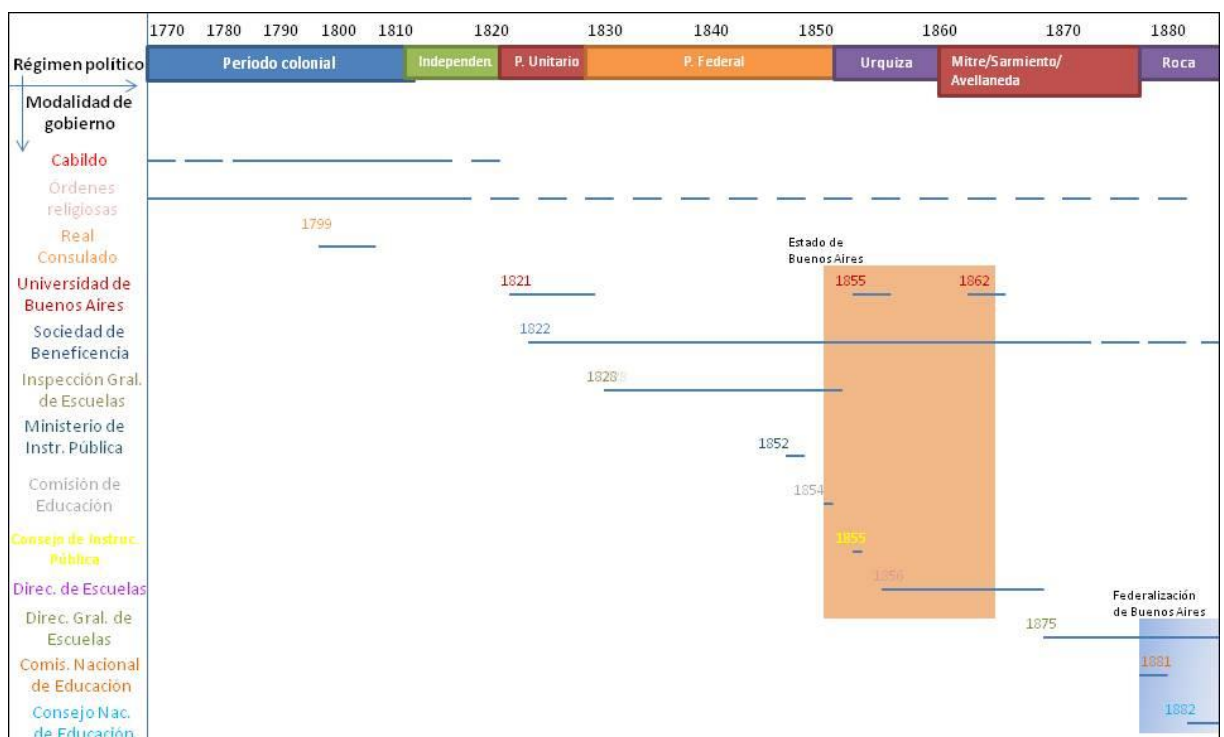 1770 1780 1790 1800 1810 1820 1830 1840 1850 1860 1870 1880
Régimen político
Periodo colonial
Independen.
P. Unitario
P. Federal
Urquiza
Mitre/Sarmiento/
Avellaneda
Roca
Modalidad de
gobierno
Cabildo
Órdenes
religiosas
Real
Consulado
1799
Estado de
Buenos Aires
Universidad de
Buenos Aires
1821
1855
1862
Sociedad de
Beneficencia
1822
Inspección Gral.
de Escuelas
1828
Ministerio de
Instr. Pública
1852
Comisión de
Educación
1854
Consejo de Instruc.
Pública
1855
Direc. de Escuelas
1856
Federalización
de Buenos Aires
Direc. Gral. de
Escuelas
1875
Comis. Nacional
de Educación
1881
Consejo Nac.
de Educación
1882